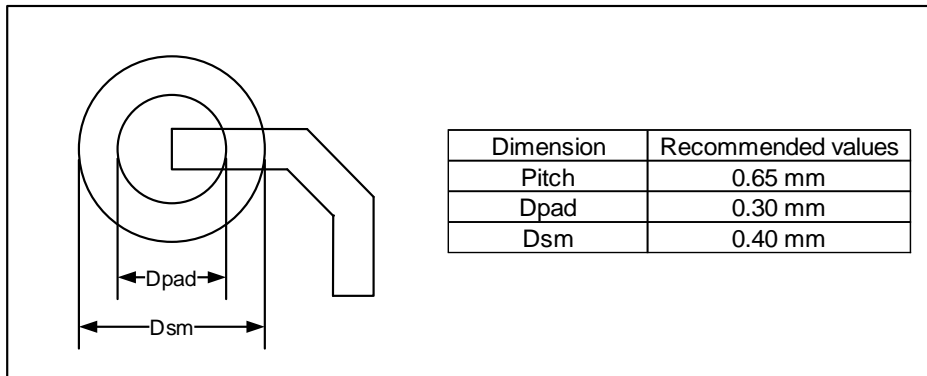 Dimension Recommended values
Pitch 0.65 mm
Dpad 0.30 mm
Dsm 0.40 mm
Dpad
Dsm